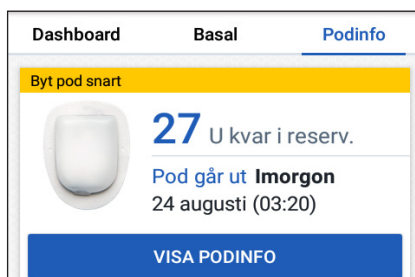 Dashboard Basal Podinfo
Byt pod snart
27 U kvar i reserv.
Pod går ut Imorgon
24 augusti (03:20)
VISA PODINFO